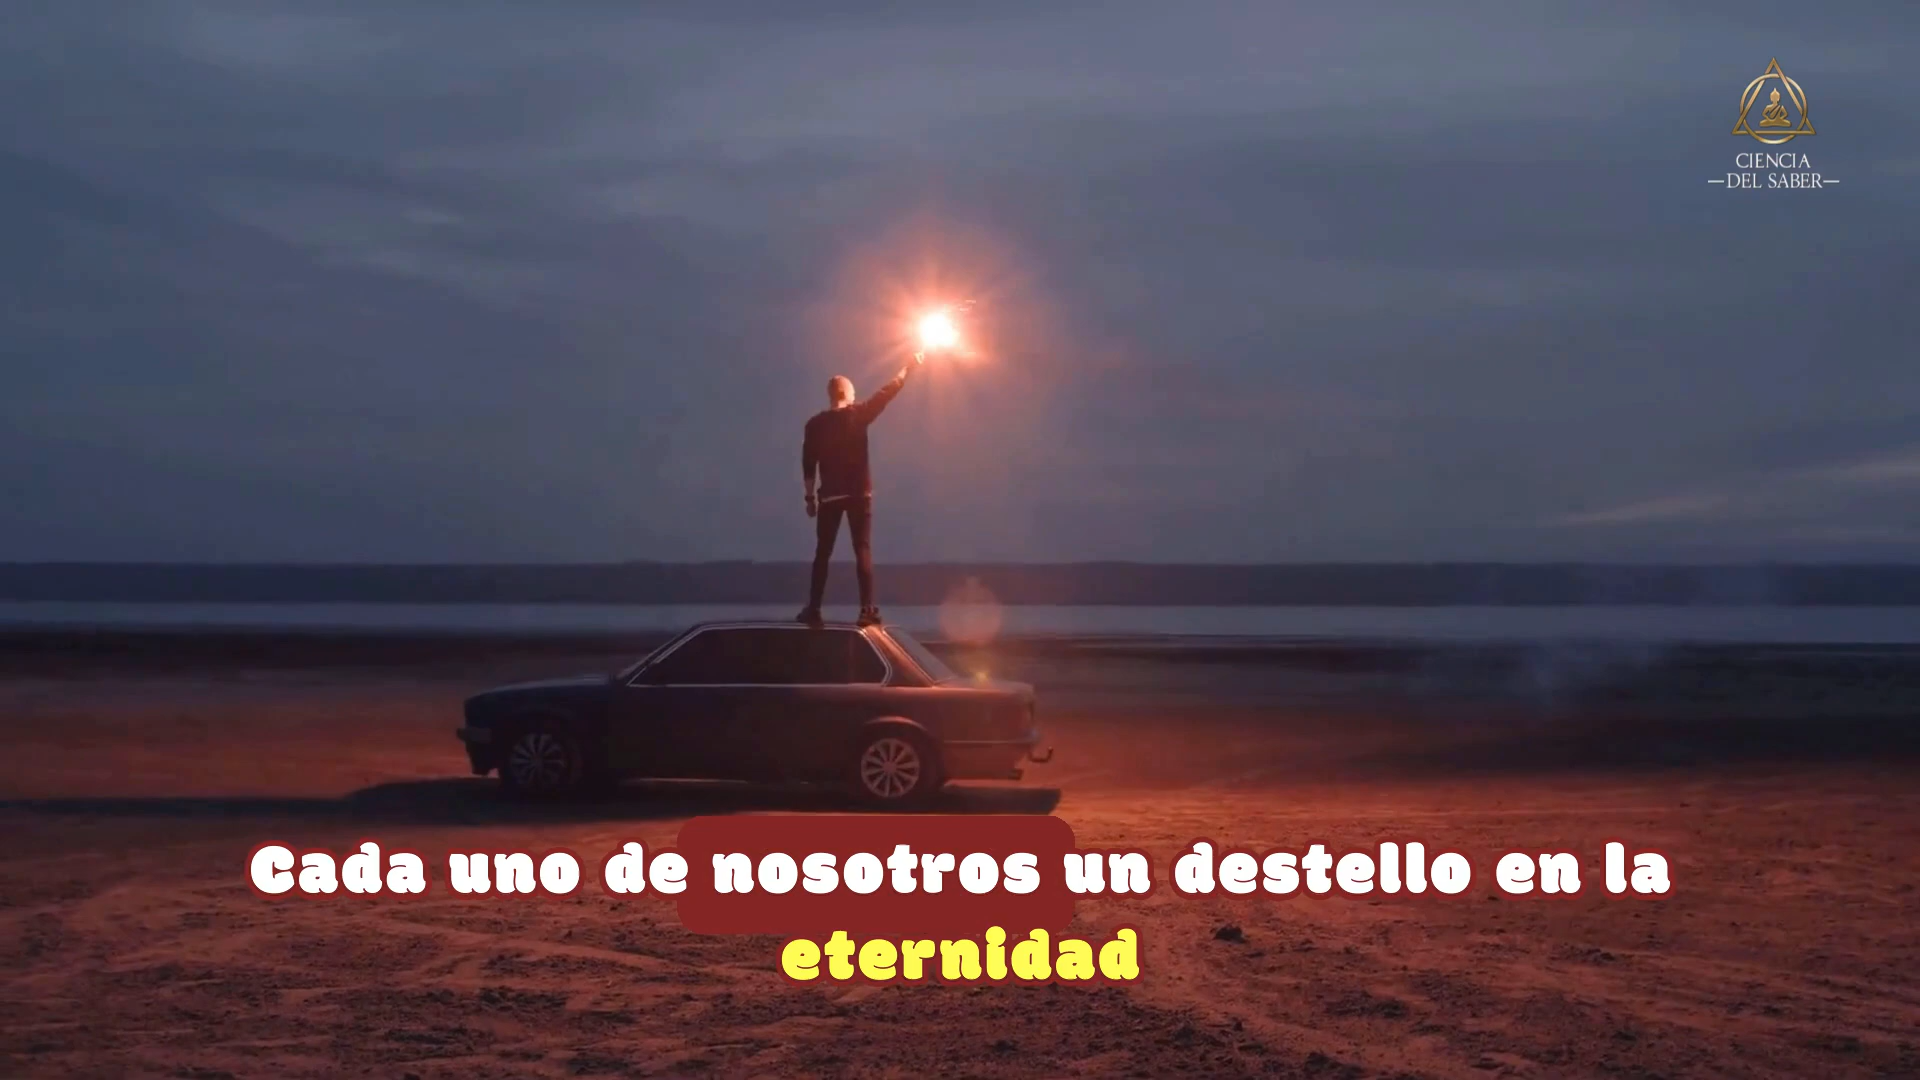 CIENCIA
DEL SABER
Cada uno de nosotros un destello en la
eternidad